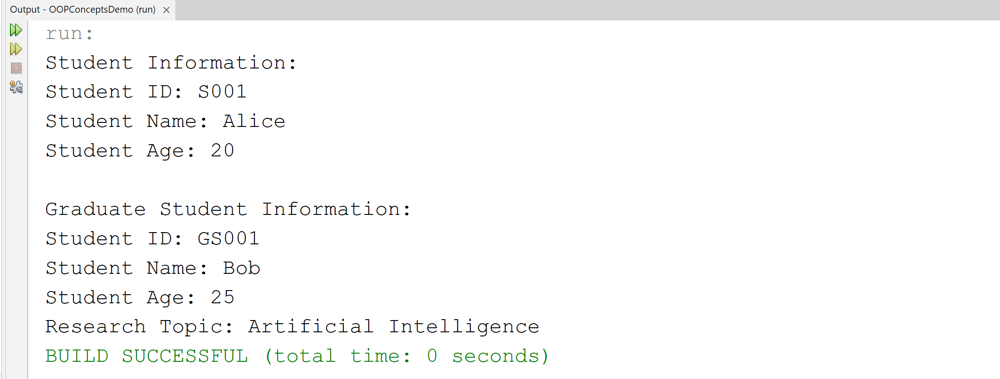 Output - OOPConceptsDemo (run)
run:
Student Information:
Student ID: S001
Student Name: Alice
Student Age: 20
Graduate Student Information:
Student ID: GS001
Student Name: Bob
Student Age: 25
Research Topic: Artificial Intelligence
BUILD SUCCESSFUL (total time: 0 seconds)